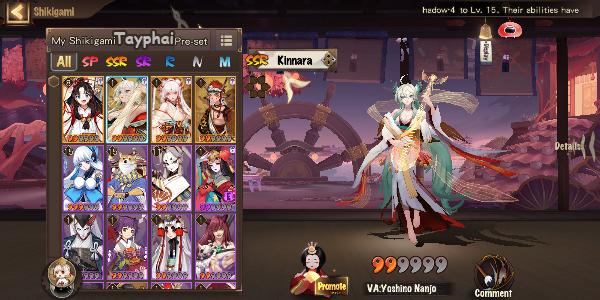 Shikigami
hadow-4 to Lv. 15. Their abilities have
My Shikigami Tayphai Pre-set
All SP SSR SR R N M
SSR Kinnara
Display
Details
Promote
VA:Yoshino Nanjo
Comment